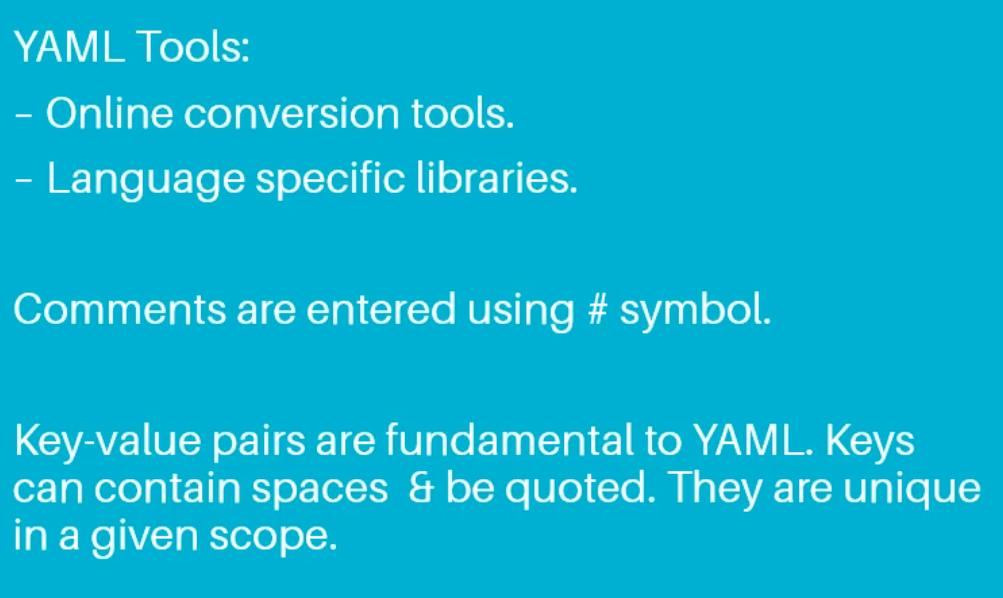 YAML Tools:
– Online conversion tools.
– Language specific libraries.
Comments are entered using # symbol.
Key-value pairs are fundamental to YAML. Keys
can contain spaces & be quoted. They are unique
in a given scope.